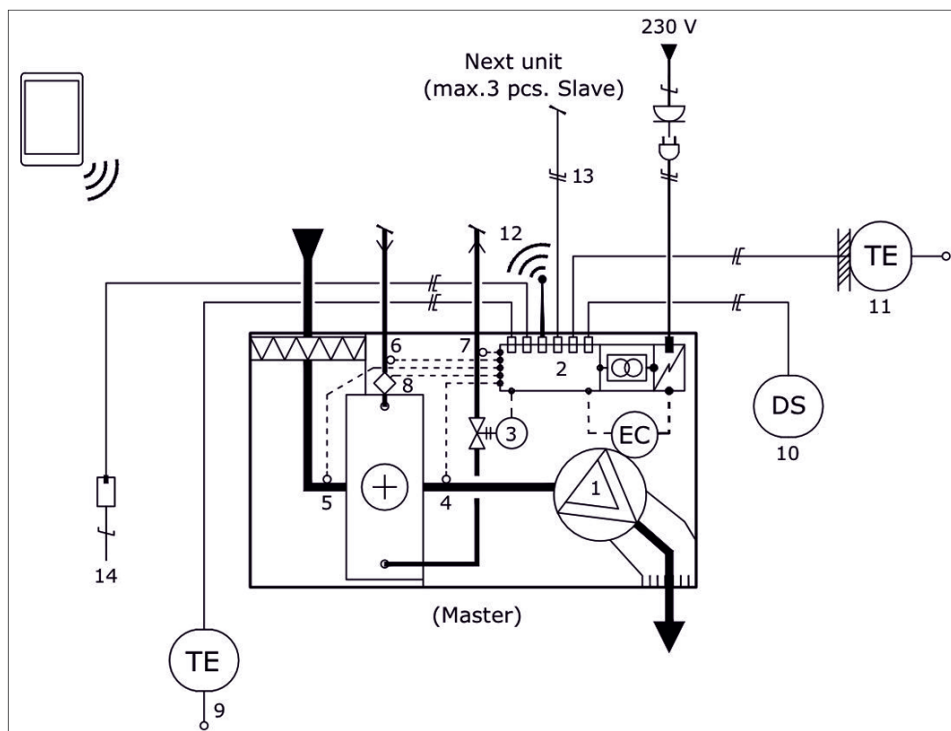 230 V
Next unit
(max.3 pcs. Slave)
13
12
TE
11
6
7
2
8
3
EC
DS
10
1
5
4
14
(Master)
TE
9